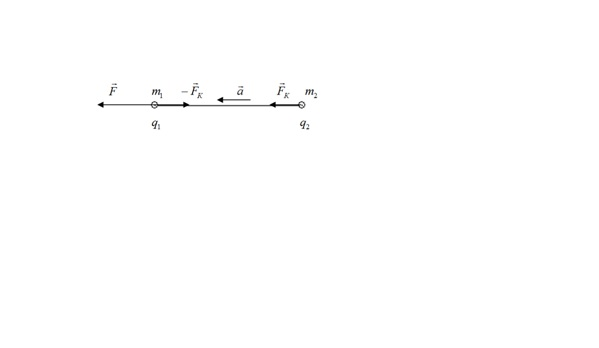 F⃗ m₁ −F⃗_K a⃗ F⃗_K m₂
q₁ q₂